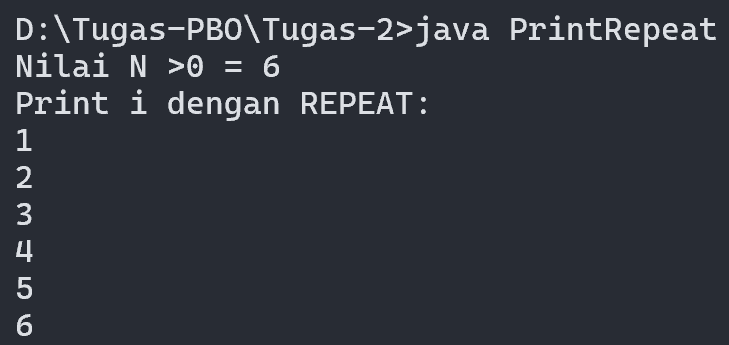 D:\Tugas-PBO\Tugas-2>java PrintRepeat
Nilai N >0 = 6
Print i dengan REPEAT:
1
2
3
4
5
6